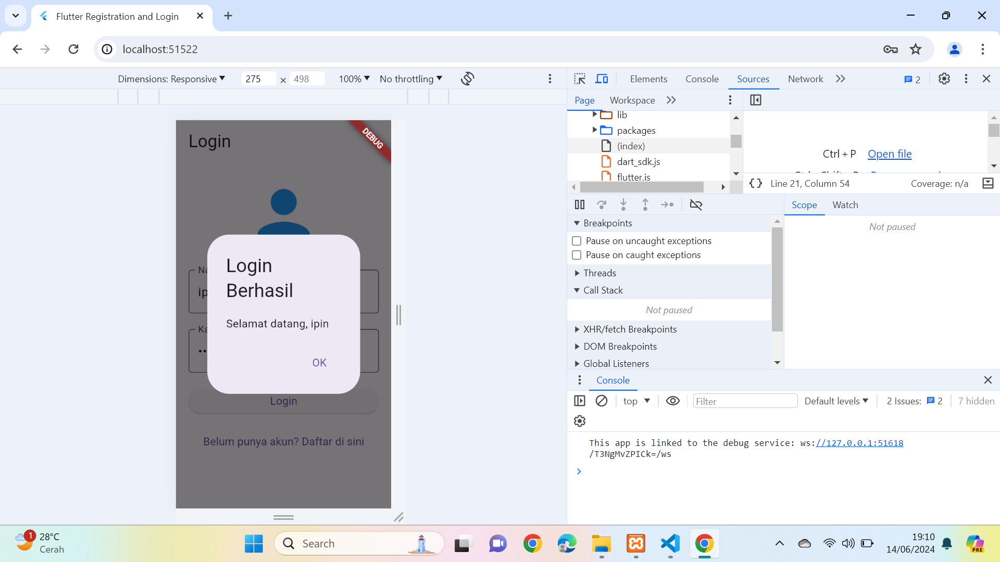 Flutter Registration and Login
localhost:51522
Dimensions: Responsive 275 × 498 100% No throttling
Elements Console Sources Network 2
Page Workspace
lib
packages
(index)
dart_sdk.js
flutter.js
Ctrl + P Open file
Line 21, Column 54 Coverage: n/a
Scope Watch
Not paused
Breakpoints
Pause on uncaught exceptions
Pause on caught exceptions
Threads
Call Stack
Not paused
XHR/fetch Breakpoints
DOM Breakpoints
Global Listeners
Console
top Filter Default levels 2 Issues: 2 7 hidden
This app is linked to the debug service: ws://127.0.0.1:51618
/T3NgMvZPICk=/ws
Login
DEBUG
Na
ip
Ka
Login
Berhasil
Selamat datang, ipin
OK
Login
Belum punya akun? Daftar di sini
1
28°C
Cerah
Search
PRE
19:10
14/06/2024